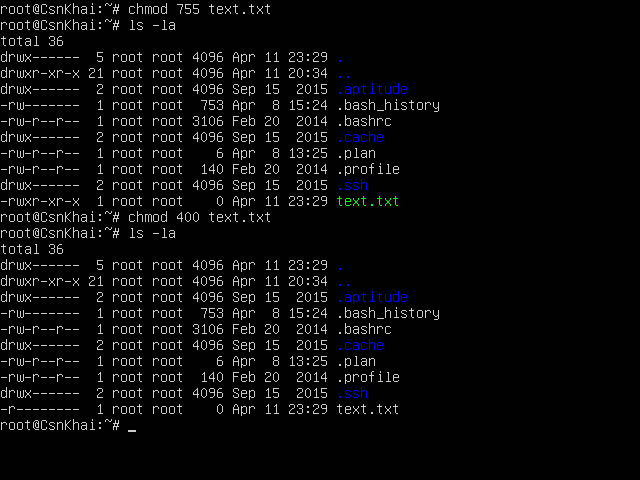 root@CsnKhai:~# chmod 755 text.txt
root@CsnKhai:~# ls -la
total 36
drwx------  5 root root 4096 Apr 11 23:29 .
drwxr-xr-x 21 root root 4096 Apr 11 20:34 ..
drwx------  2 root root 4096 Sep 15  2015 .aptitude
-rw-------  1 root root  753 Apr  8 15:24 .bash_history
-rw-r--r--  1 root root 3106 Feb 20  2014 .bashrc
drwx------  2 root root 4096 Sep 15  2015 .cache
-rw-r--r--  1 root root    6 Apr  8 13:25 .plan
-rw-r--r--  1 root root  140 Feb 20  2014 .profile
drwx------  2 root root 4096 Sep 15  2015 .ssh
-rwxr-xr-x  1 root root    0 Apr 11 23:29 text.txt
root@CsnKhai:~# chmod 400 text.txt
root@CsnKhai:~# ls -la
total 36
drwx------  5 root root 4096 Apr 11 23:29 .
drwxr-xr-x 21 root root 4096 Apr 11 20:34 ..
drwx------  2 root root 4096 Sep 15  2015 .aptitude
-rw-------  1 root root  753 Apr  8 15:24 .bash_history
-rw-r--r--  1 root root 3106 Feb 20  2014 .bashrc
drwx------  2 root root 4096 Sep 15  2015 .cache
-rw-r--r--  1 root root    6 Apr  8 13:25 .plan
-rw-r--r--  1 root root  140 Feb 20  2014 .profile
drwx------  2 root root 4096 Sep 15  2015 .ssh
-r--------  1 root root    0 Apr 11 23:29 text.txt
root@CsnKhai:~# _